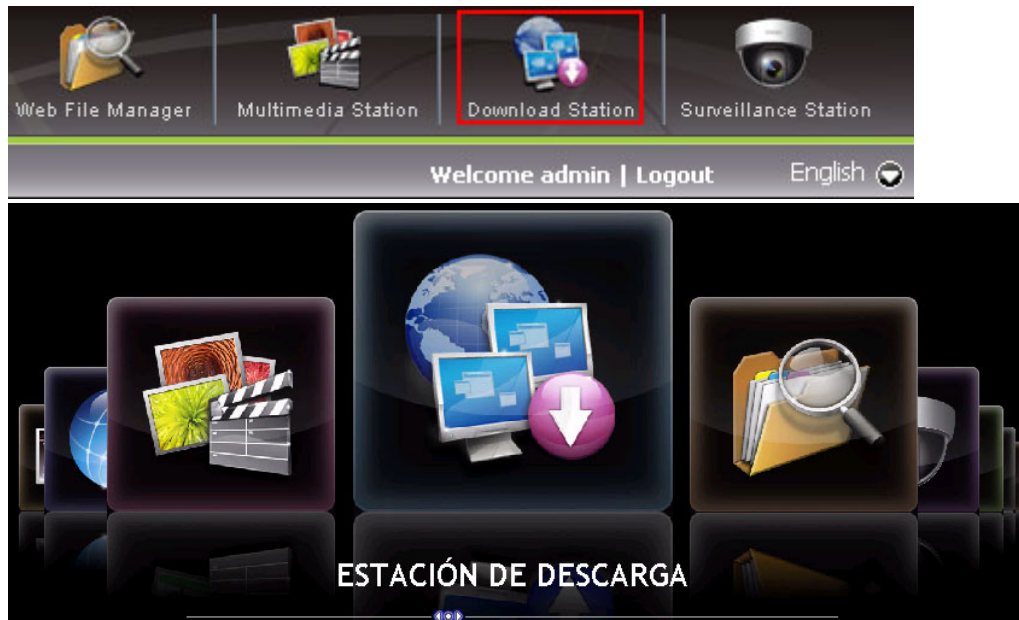 Web File Manager Multimedia Station Download Station Surveillance Station
Welcome admin | Logout English
ESTACIÓN DE DESCARGA